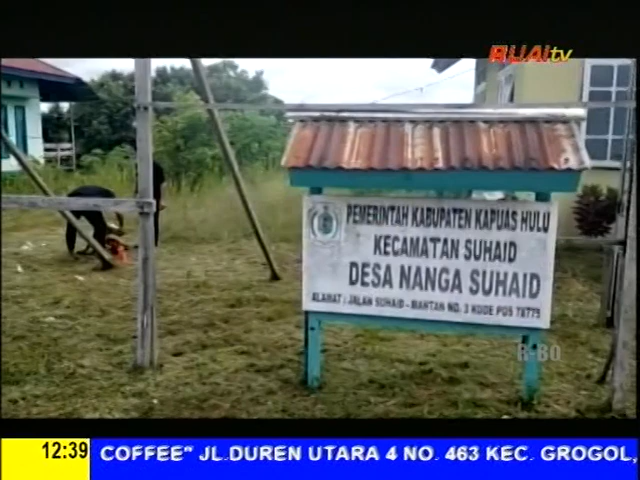 RUAI tv
PEMERINTAH KABUPATEN KAPUAS HULU
KECAMATAN SUHAID
DESA NANGA SUHAID
ALAMAT : JALAN SUHAID - MANTAN NO. 3 KODE POS 78775
R-BO
12:39
COFFEE" JL.DUREN UTARA 4 NO. 463 KEC. GROGOL,